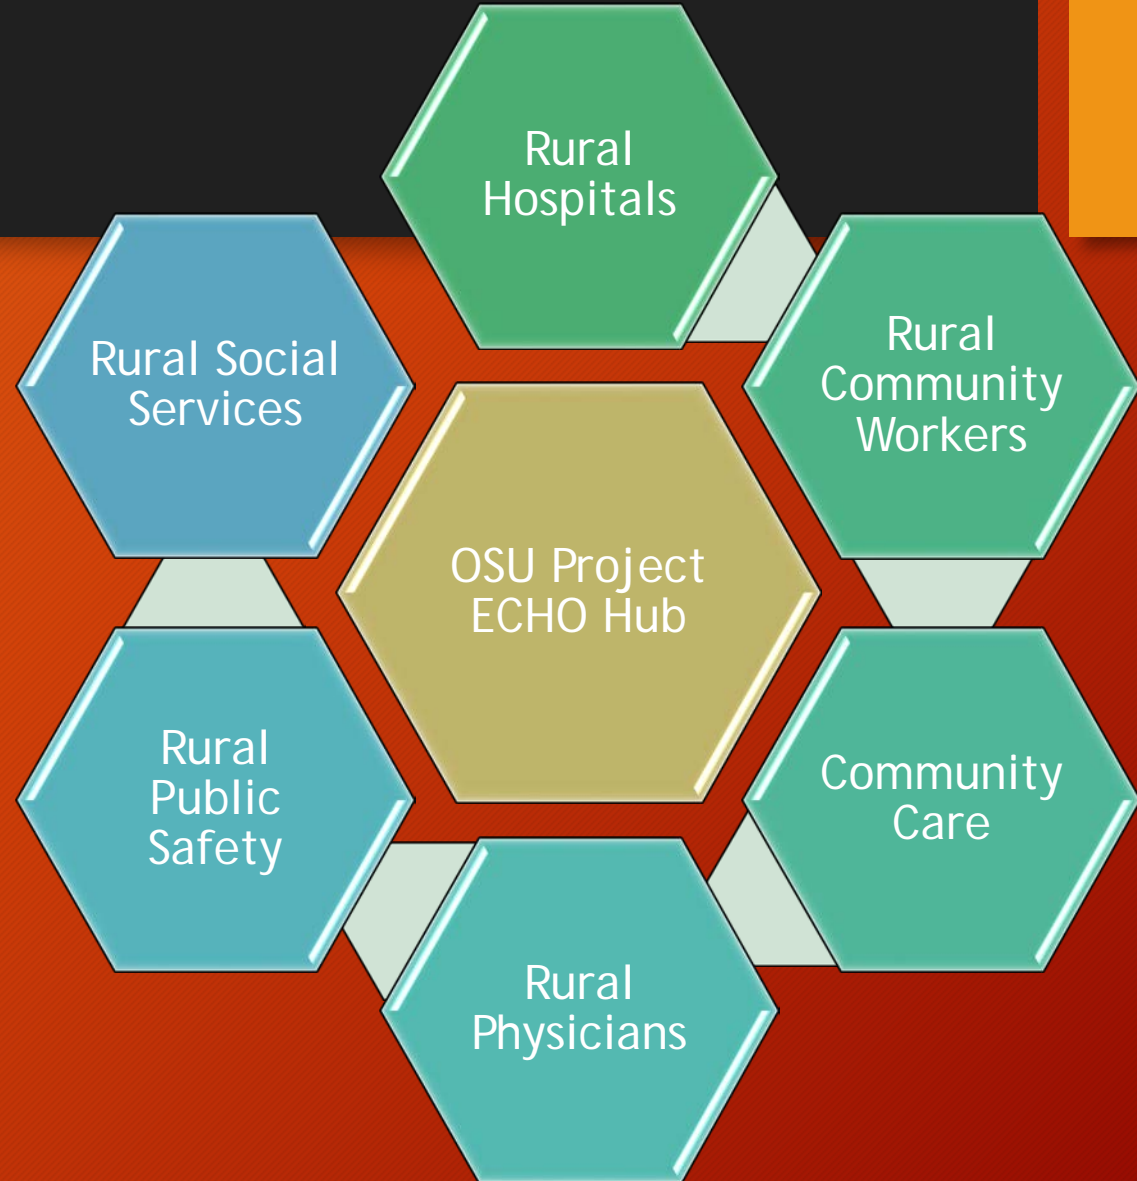 Rural
Hospitals
Rural Social
Services
Rural
Community
Workers
OSU Project
ECHO Hub
Rural
Public
Safety
Community
Care
Rural
Physicians